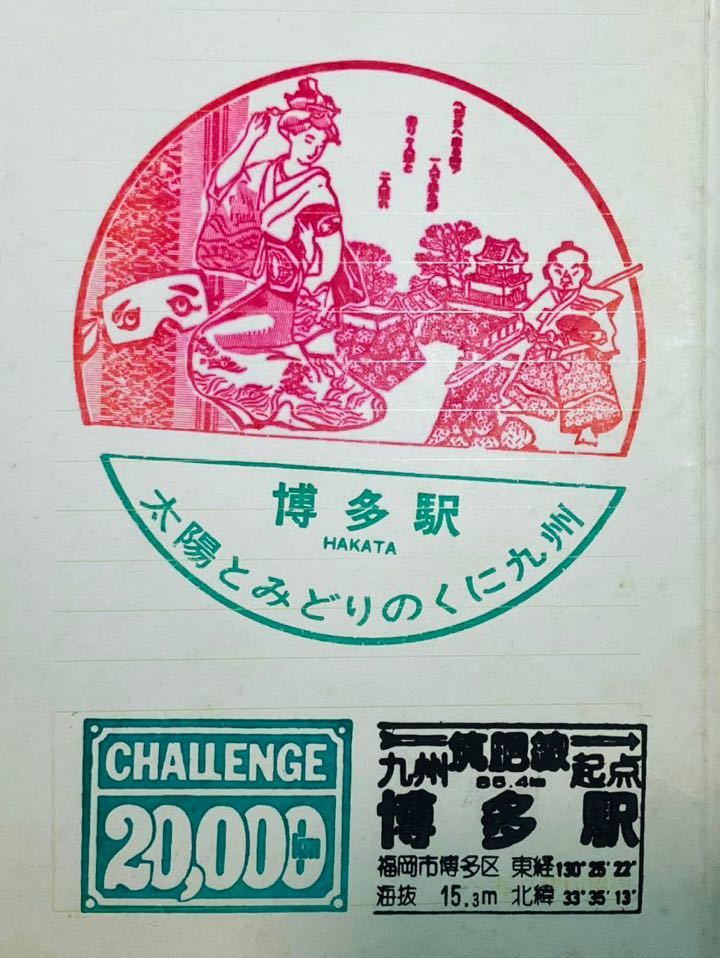 博多駅
HAKATA
太陽とみどりのくに九州
CHALLENGE
20,000km
九州 筑肥線 起点
博多駅
福岡市博多区 東経130°25′22″
海抜 15.3m 北緯 33°35′13″